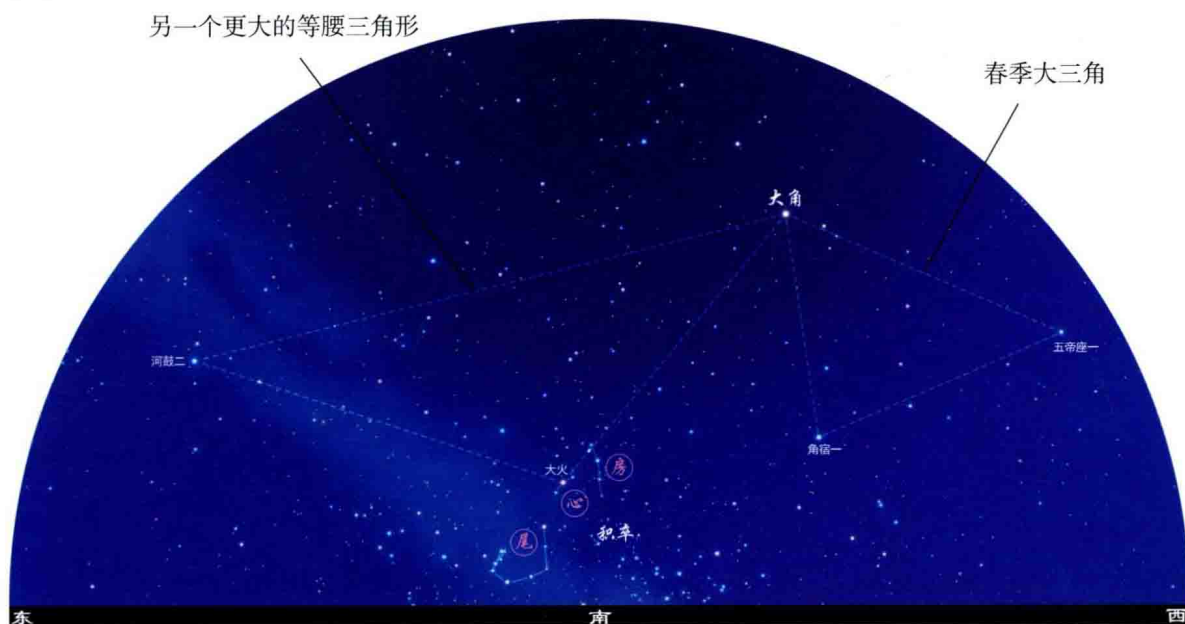 另一个更大的等腰三角形
春季大三角
大角
河鼓二
五帝座一
角宿一
大火
房
心
尾
积卒
东
南
西